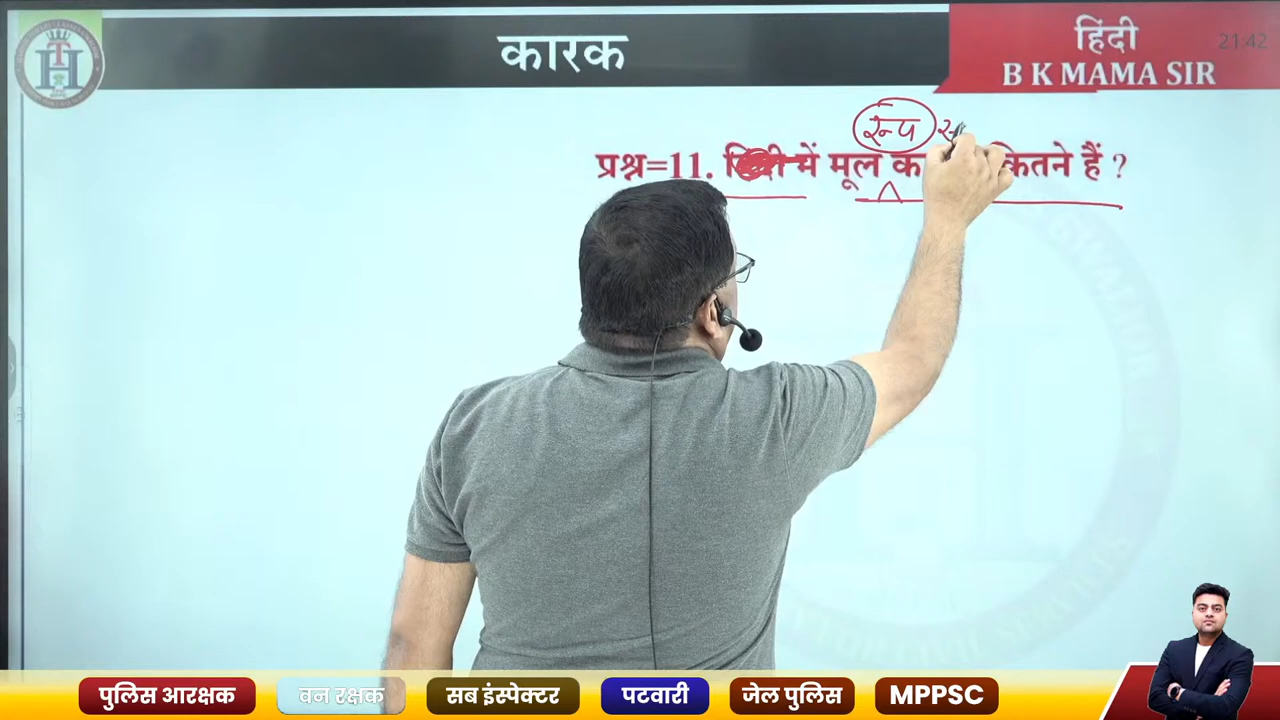 कारक
हिंदी
21:42
B K MAMA SIR
रूप
प्रश्न=11. में मूल कितने हैं ?
पुलिस आरक्षक
वन रक्षक
सब इंस्पेक्टर
पटवारी
जेल पुलिस
MPPSC